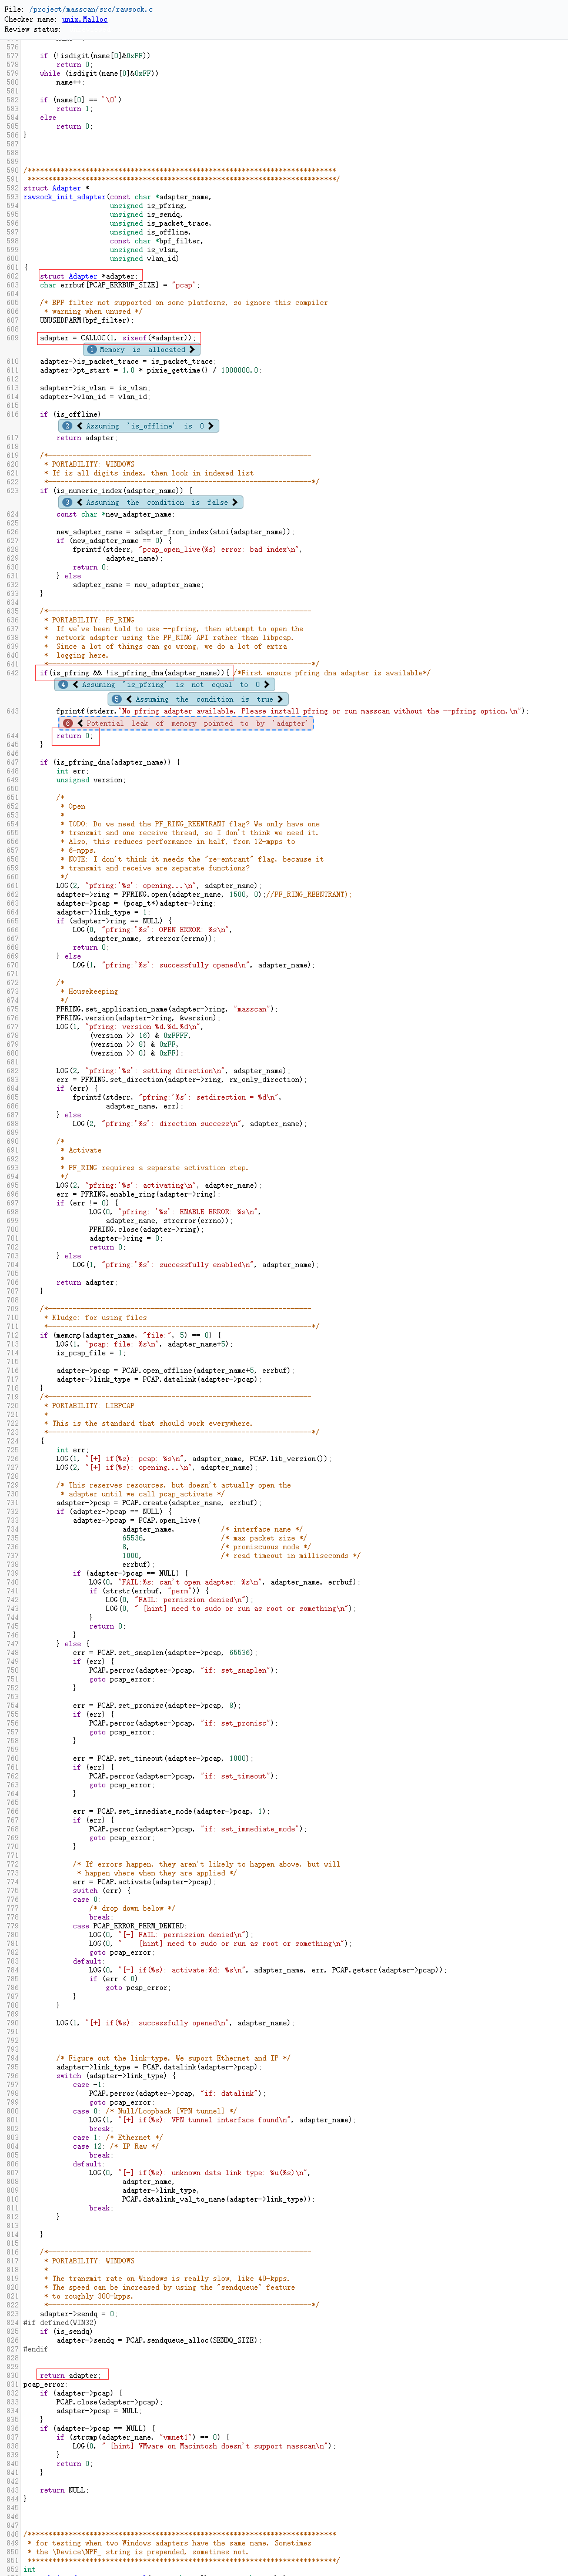 File: /project/masscan/src/rawsock.c
Checker name: unix.Malloc
Review status:
576
577 if (!isdigit(name[0]&0xFF))
578 return 0;
579 while (isdigit(name[0]&0xFF))
580 name++;
581
582 if (name[0] == '\0')
583 return 1;
584 else
585 return 0;
586 }
587
588
589
590 /***************************************************************************
591 ***************************************************************************/
592 struct Adapter *
593 rawsock_init_adapter(const char *adapter_name,
594 unsigned is_pfring,
595 unsigned is_sendq,
596 unsigned is_packet_trace,
597 unsigned is_offline,
598 const char *bpf_filter,
599 unsigned is_vlan,
600 unsigned vlan_id)
601 {
602 struct Adapter *adapter;
603 char errbuf[PCAP_ERRBUF_SIZE] = "pcap";
604
605 /* BPF filter not supported on some platforms, so ignore this compiler
606 * warning when unused */
607 UNUSEDPARM(bpf_filter);
608
609 adapter = CALLOC(1, sizeof(*adapter));
1 Memory is allocated
610 adapter->is_packet_trace = is_packet_trace;
611 adapter->pt_start = 1.0 * pixie_gettime() / 1000000.0;
612
613 adapter->is_vlan = is_vlan;
614 adapter->vlan_id = vlan_id;
615
616 if (is_offline)
2 Assuming 'is_offline' is 0
617 return adapter;
618
619 /*----------------------------------------------------------------
620 * PORTABILITY: WINDOWS
621 * If is all digits index, then look in indexed list
622 *----------------------------------------------------------------*/
623 if (is_numeric_index(adapter_name)) {
3 Assuming the condition is false
624 const char *new_adapter_name;
625
626 new_adapter_name = adapter_from_index(atoi(adapter_name));
627 if (new_adapter_name == 0) {
628 fprintf(stderr, "pcap_open_live(%s) error: bad index\n",
629 adapter_name);
630 return 0;
631 } else
632 adapter_name = new_adapter_name;
633 }
634
635 /*----------------------------------------------------------------
636 * PORTABILITY: PF_RING
637 * If we've been told to use --pfring, then attempt to open the
638 * network adapter using the PF_RING API rather than libpcap.
639 * Since a lot of things can go wrong, we do a lot of extra
640 * logging here.
641 *----------------------------------------------------------------*/
642 if(is_pfring && !is_pfring_dna(adapter_name)){ /*First ensure pfring dna adapter is available*/
4 Assuming 'is_pfring' is not equal to 0
5 Assuming the condition is true
643 fprintf(stderr,"No pfring adapter available. Please install pfring or run masscan without the --pfring option.\n");
6 Potential leak of memory pointed to by 'adapter'
644 return 0;
645 }
646
647 if (is_pfring_dna(adapter_name)) {
648 int err;
649 unsigned version;
650
651 /*
652 * Open
653 *
654 * TODO: Do we need the PF_RING_REENTRANT flag? We only have one
655 * transmit and one receive thread, so I don't think we need it.
656 * Also, this reduces performance in half, from 12-mpps to
657 * 6-mpps.
658 * NOTE: I don't think it needs the "re-entrant" flag, because it
659 * transmit and receive are separate functions?
660 */
661 LOG(2, "pfring:'%s': opening...\n", adapter_name);
662 adapter->ring = PFRING.open(adapter_name, 1500, 0);//PF_RING_REENTRANT);
663 adapter->pcap = (pcap_t*)adapter->ring;
664 adapter->link_type = 1;
665 if (adapter->ring == NULL) {
666 LOG(0, "pfring:'%s': OPEN ERROR: %s\n",
667 adapter_name, strerror(errno));
668 return 0;
669 } else
670 LOG(1, "pfring:'%s': successfully opened\n", adapter_name);
671
672 /*
673 * Housekeeping
674 */
675 PFRING.set_application_name(adapter->ring, "masscan");
676 PFRING.version(adapter->ring, &version);
677 LOG(1, "pfring: version %d.%d.%d\n",
678 (version >> 16) & 0xFFFF,
679 (version >> 8) & 0xFF,
680 (version >> 0) & 0xFF);
681
682 LOG(2, "pfring:'%s': setting direction\n", adapter_name);
683 err = PFRING.set_direction(adapter->ring, rx_only_direction);
684 if (err) {
685 fprintf(stderr, "pfring:'%s': setdirection = %d\n",
686 adapter_name, err);
687 } else
688 LOG(2, "pfring:'%s': direction success\n", adapter_name);
689
690 /*
691 * Activate
692 *
693 * PF_RING requires a separate activation step.
694 */
695 LOG(2, "pfring:'%s': activating\n", adapter_name);
696 err = PFRING.enable_ring(adapter->ring);
697 if (err != 0) {
698 LOG(0, "pfring: '%s': ENABLE ERROR: %s\n",
699 adapter_name, strerror(errno));
700 PFRING.close(adapter->ring);
701 adapter->ring = 0;
702 return 0;
703 } else
704 LOG(1, "pfring:'%s': successfully enabled\n", adapter_name);
705
706 return adapter;
707 }
708
709 /*----------------------------------------------------------------
710 * Kludge: for using files
711 *----------------------------------------------------------------*/
712 if (memcmp(adapter_name, "file:", 5) == 0) {
713 LOG(1, "pcap: file: %s\n", adapter_name+5);
714 is_pcap_file = 1;
715
716 adapter->pcap = PCAP.open_offline(adapter_name+5, errbuf);
717 adapter->link_type = PCAP.datalink(adapter->pcap);
718 }
719 /*----------------------------------------------------------------
720 * PORTABILITY: LIBPCAP
721 *
722 * This is the standard that should work everywhere.
723 *----------------------------------------------------------------*/
724 {
725 int err;
726 LOG(1, "[+] if(%s): pcap: %s\n", adapter_name, PCAP.lib_version());
727 LOG(2, "[+] if(%s): opening...\n", adapter_name);
728
729 /* This reserves resources, but doesn't actually open the
730 * adapter until we call pcap_activate */
731 adapter->pcap = PCAP.create(adapter_name, errbuf);
732 if (adapter->pcap == NULL) {
733 adapter->pcap = PCAP.open_live(
734 adapter_name, /* interface name */
735 65536, /* max packet size */
736 8, /* promiscuous mode */
737 1000, /* read timeout in milliseconds */
738 errbuf);
739 if (adapter->pcap == NULL) {
740 LOG(0, "FAIL:%s: can't open adapter: %s\n", adapter_name, errbuf);
741 if (strstr(errbuf, "perm")) {
742 LOG(0, "FAIL: permission denied\n");
743 LOG(0, " [hint] need to sudo or run as root or something\n");
744 }
745 return 0;
746 }
747 } else {
748 err = PCAP.set_snaplen(adapter->pcap, 65536);
749 if (err) {
750 PCAP.perror(adapter->pcap, "if: set_snaplen");
751 goto pcap_error;
752 }
753
754 err = PCAP.set_promisc(adapter->pcap, 8);
755 if (err) {
756 PCAP.perror(adapter->pcap, "if: set_promisc");
757 goto pcap_error;
758 }
759
760 err = PCAP.set_timeout(adapter->pcap, 1000);
761 if (err) {
762 PCAP.perror(adapter->pcap, "if: set_timeout");
763 goto pcap_error;
764 }
765
766 err = PCAP.set_immediate_mode(adapter->pcap, 1);
767 if (err) {
768 PCAP.perror(adapter->pcap, "if: set_immediate_mode");
769 goto pcap_error;
770 }
771
772 /* If errors happen, they aren't likely to happen above, but will
773 * happen where when they are applied */
774 err = PCAP.activate(adapter->pcap);
775 switch (err) {
776 case 0:
777 /* drop down below */
778 break;
779 case PCAP_ERROR_PERM_DENIED:
780 LOG(0, "[-] FAIL: permission denied\n");
781 LOG(0, " [hint] need to sudo or run as root or something\n");
782 goto pcap_error;
783 default:
784 LOG(0, "[-] if(%s): activate:%d: %s\n", adapter_name, err, PCAP.geterr(adapter->pcap));
785 if (err < 0)
786 goto pcap_error;
787 }
788 }
789
790 LOG(1, "[+] if(%s): successfully opened\n", adapter_name);
791
792
793
794 /* Figure out the link-type. We suport Ethernet and IP */
795 adapter->link_type = PCAP.datalink(adapter->pcap);
796 switch (adapter->link_type) {
797 case -1:
798 PCAP.perror(adapter->pcap, "if: datalink");
799 goto pcap_error;
800 case 0: /* Null/Loopback [VPN tunnel] */
801 LOG(1, "[+] if(%s): VPN tunnel interface found\n", adapter_name);
802 break;
803 case 1: /* Ethernet */
804 case 12: /* IP Raw */
805 break;
806 default:
807 LOG(0, "[-] if(%s): unknown data link type: %u(%s)\n",
808 adapter_name,
809 adapter->link_type,
810 PCAP.datalink_val_to_name(adapter->link_type));
811 break;
812 }
813
814 }
815
816 /*----------------------------------------------------------------
817 * PORTABILITY: WINDOWS
818 *
819 * The transmit rate on Windows is really slow, like 40-kpps.
820 * The speed can be increased by using the "sendqueue" feature
821 * to roughly 300-kpps.
822 *----------------------------------------------------------------*/
823 adapter->sendq = 0;
824 #if defined(WIN32)
825 if (is_sendq)
826 adapter->sendq = PCAP.sendqueue_alloc(SENDQ_SIZE);
827 #endif
828
829
830 return adapter;
831 pcap_error:
832 if (adapter->pcap) {
833 PCAP.close(adapter->pcap);
834 adapter->pcap = NULL;
835 }
836 if (adapter->pcap == NULL) {
837 if (strcmp(adapter_name, "vmnet1") == 0) {
838 LOG(0, " [hint] VMware on Macintosh doesn't support masscan\n");
839 }
840 return 0;
841 }
842
843 return NULL;
844 }
845
846
847
848 /***************************************************************************
849 * for testing when two Windows adapters have the same name. Sometimes
850 * the \Device\NPF_ string is prepended, sometimes not.
851 ***************************************************************************/
852 int